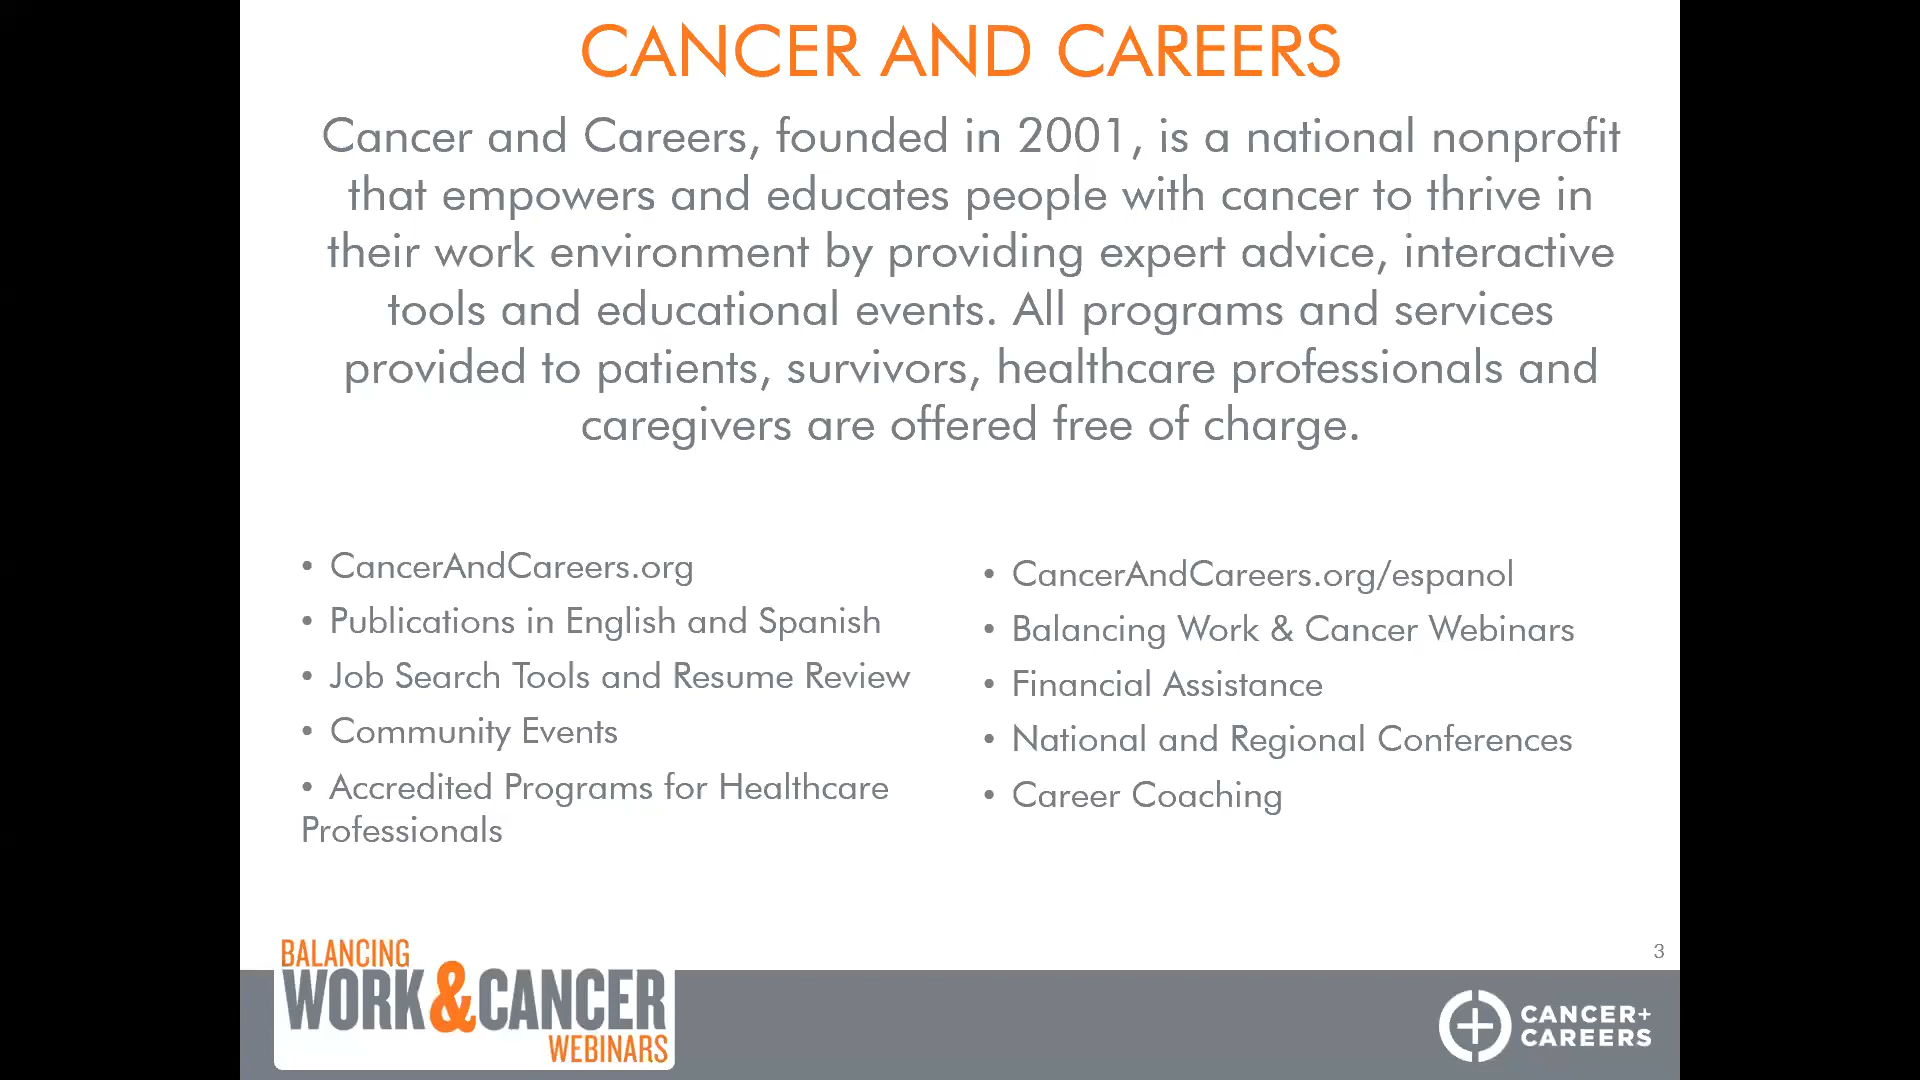 CANCER AND CAREERS
Cancer and Careers, founded in 2001, is a national nonprofit
that empowers and educates people with cancer to thrive in
their work environment by providing expert advice, interactive
tools and educational events. All programs and services
provided to patients, survivors, healthcare professionals and
caregivers are offered free of charge.
• CancerAndCareers.org
• Publications in English and Spanish
• Job Search Tools and Resume Review
• Community Events
• Accredited Programs for Healthcare
Professionals
• CancerAndCareers.org/espanol
• Balancing Work & Cancer Webinars
• Financial Assistance
• National and Regional Conferences
• Career Coaching
3
BALANCING
WORK&CANCER
WEBINARS
CANCER+
CAREERS